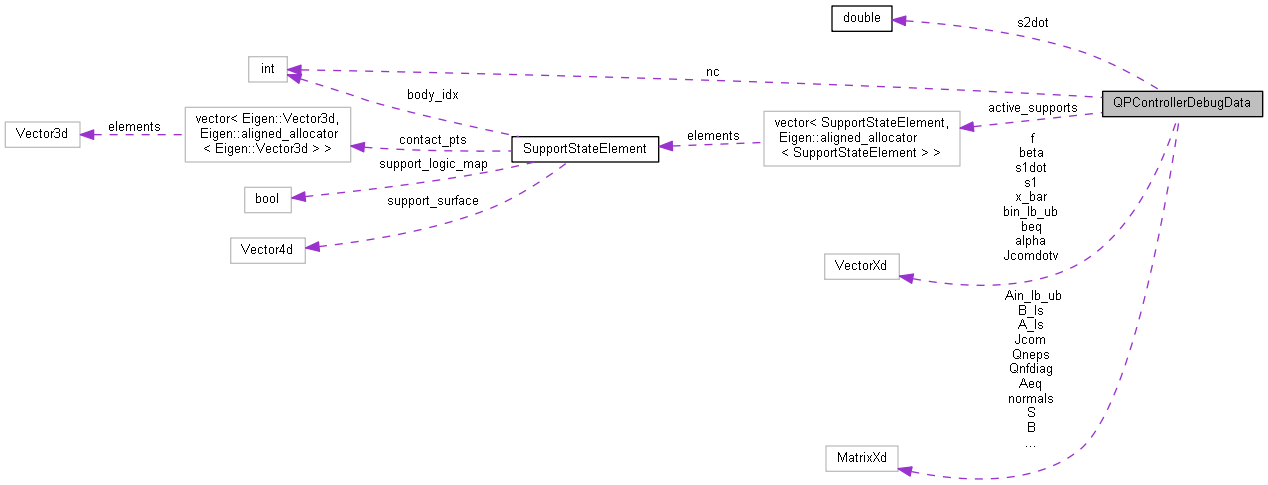 double
s2dot
int
nc
QPControllerDebugData
body_idx
active_supports
Vector3d
elements
vector< Eigen::Vector3d,
Eigen::aligned_allocator
< Eigen::Vector3d > >
contact_pts
SupportStateElement
elements
vector< SupportStateElement,
Eigen::aligned_allocator
< SupportStateElement > >
support_logic_map
bool
support_surface
Vector4d
f
beta
s1dot
s1
x_bar
bin_lb_ub
beq
alpha
Jcomdotv
VectorXd
Ain_lb_ub
B_ls
A_ls
Jcom
Qneps
Qnfdiag
Aeq
normals
S
B
...
MatrixXd